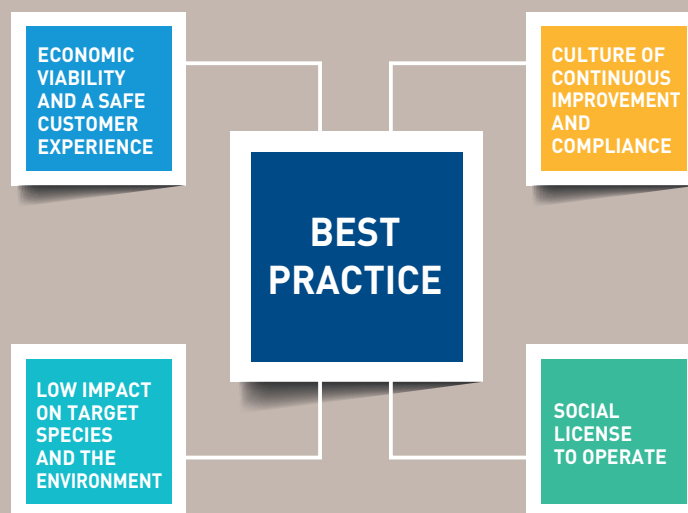 ECONOMIC
VIABILITY
AND A SAFE
CUSTOMER
EXPERIENCE
CULTURE OF
CONTINUOUS
IMPROVEMENT
AND
COMPLIANCE
BEST
PRACTICE
LOW IMPACT
ON TARGET
SPECIES
AND THE
ENVIRONMENT
SOCIAL
LICENSE
TO OPERATE